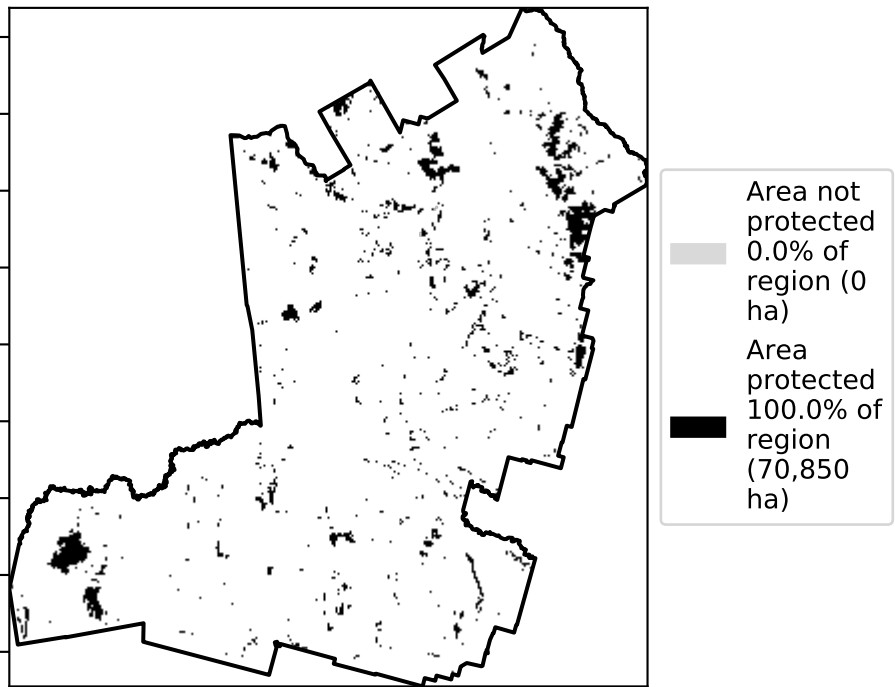 Area not
protected
0.0% of
region (0
ha)
Area
protected
100.0% of
region
(70,850
ha)